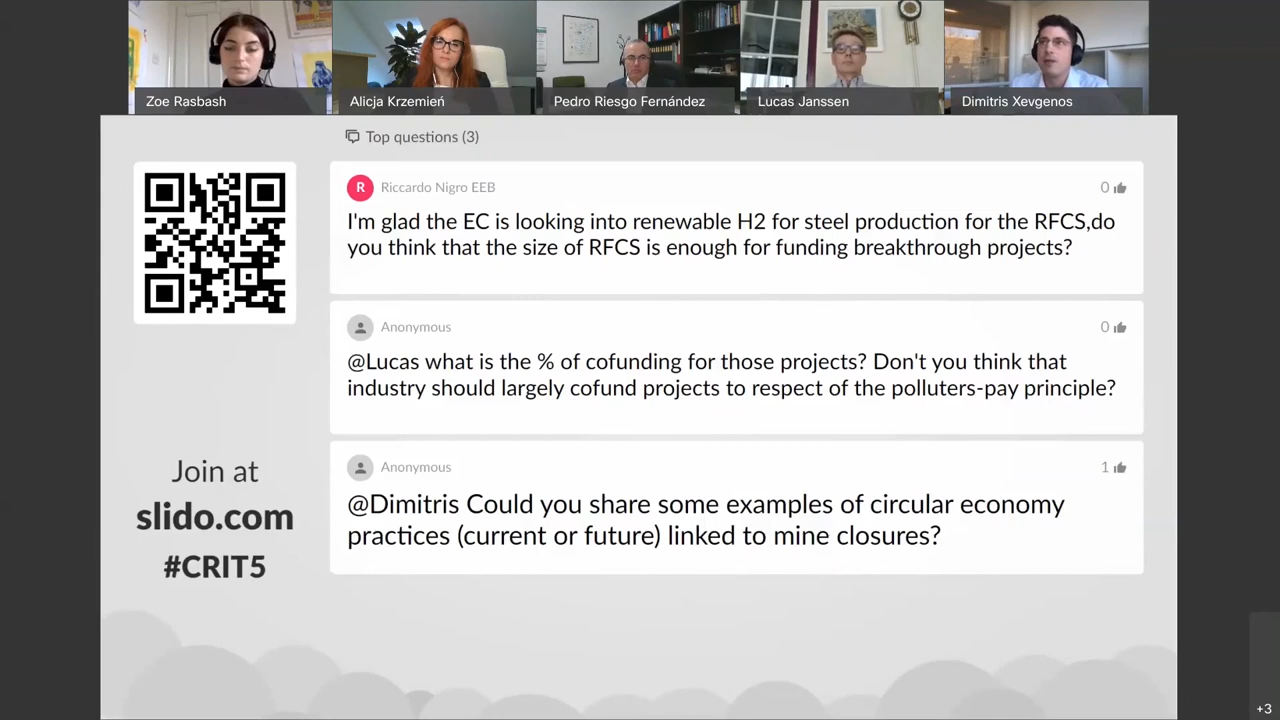 Zoe Rasbash
Alicja Krzemień
Pedro Riesgo Fernández
Lucas Janssen
Dimitris Xevgenos
Top questions (3)
R Riccardo Nigro EEB 0
I'm glad the EC is looking into renewable H2 for steel production for the RFCS,do
you think that the size of RFCS is enough for funding breakthrough projects?
Anonymous 0
@Lucas what is the % of cofunding for those projects? Don't you think that
industry should largely cofund projects to respect of the polluters-pay principle?
Anonymous 1
@Dimitris Could you share some examples of circular economy
practices (current or future) linked to mine closures?
Join at
slido.com
#CRIT5
+3